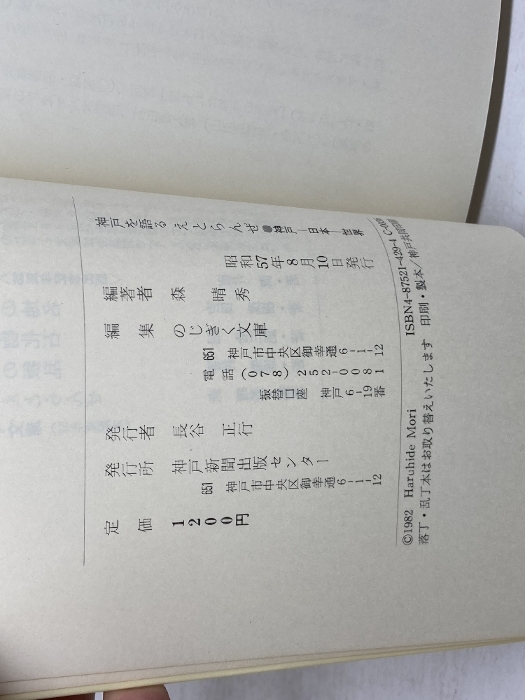 神戸を語る えとらんぜ●神戸―日本―世界
昭和57年8月10日発行
編著者 森 晴秀
編集 のじぎく文庫
651 神戸市中央区御幸通6-1-12
電話(078)252-0081
振替口座 神戸6-19番
発行者 長谷 正行
発行所 神戸新聞出版センター
651 神戸市中央区御幸通6-1-12
定価 1200円
©1982 Haruhide Mori
ISBN4-87521-429-4
落丁・乱丁本はお取り替えいたします 印刷・製本/神戸